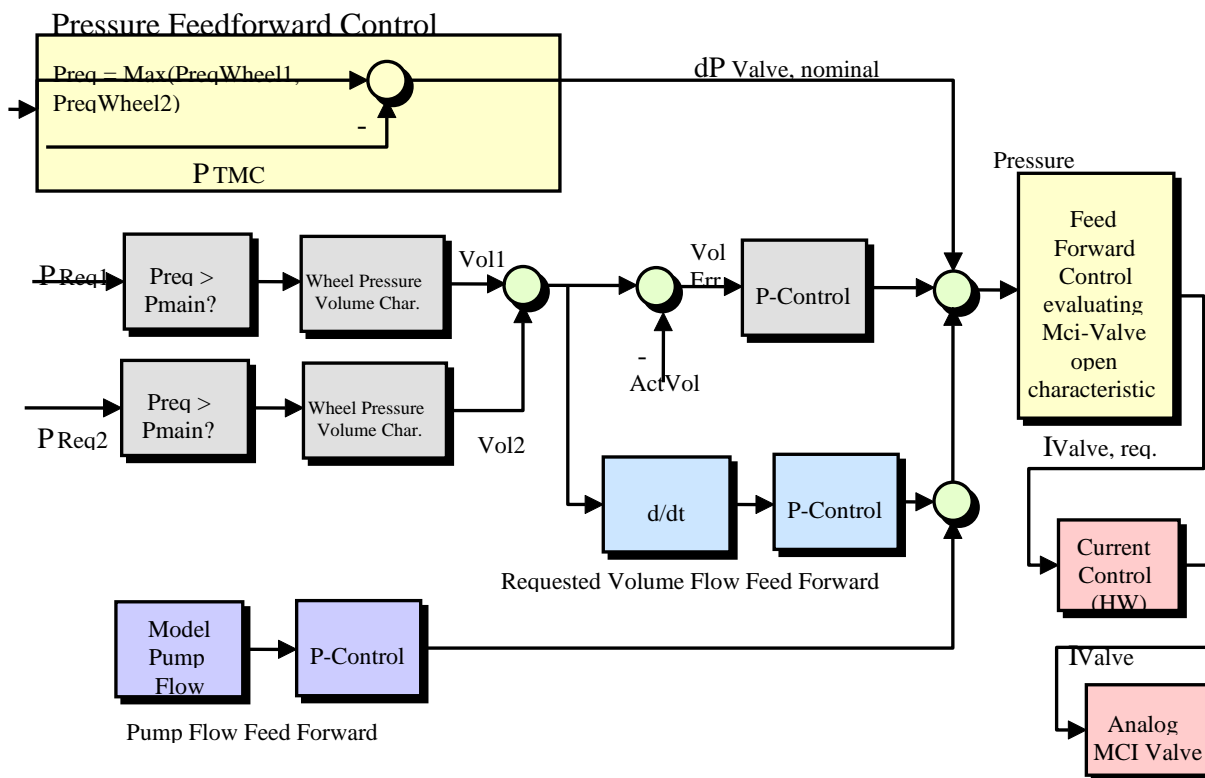 Pressure Feedforward Control
Preq = Max(PreqWheel1,
PreqWheel2)
-
P TMC
dP Valve, nominal
Pressure
Feed
Forward
Control
evaluating
Mci-Valve
open
characteristic
P Req1
Preq >
Pmain?
Wheel Pressure
Volume Char.
Vol1
Vol
Err
P-Control
-
ActVol
P Req2
Preq >
Pmain?
Wheel Pressure
Volume Char.
Vol2
IValve, req.
d/dt
P-Control
Requested Volume Flow Feed Forward
Current
Control
(HW)
Model
Pump
Flow
P-Control
Pump Flow Feed Forward
IValve
Analog
MCI Valve